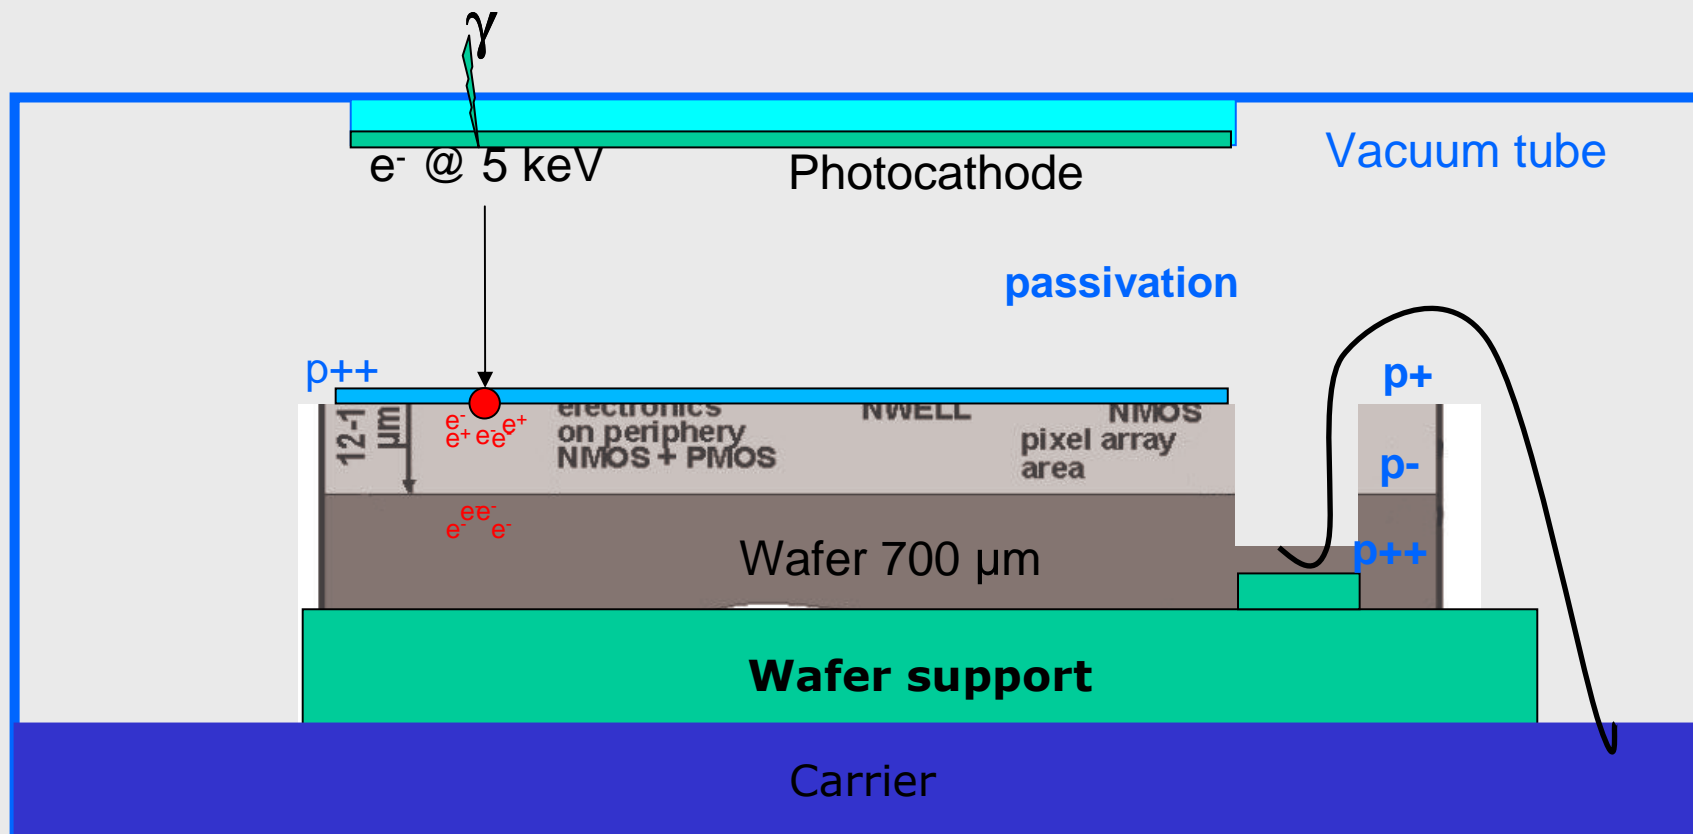 γ
e- @ 5 keV
Photocathode
Vacuum tube
passivation
p++
p+
12-1
µm
electronics
on periphery
NMOS + PMOS
NWELL
NMOS
pixel array
area
e-
e+
e-
e-
e+
p-
e-
e-
e-
e-
Wafer 700 µm
p++
Wafer support
Carrier